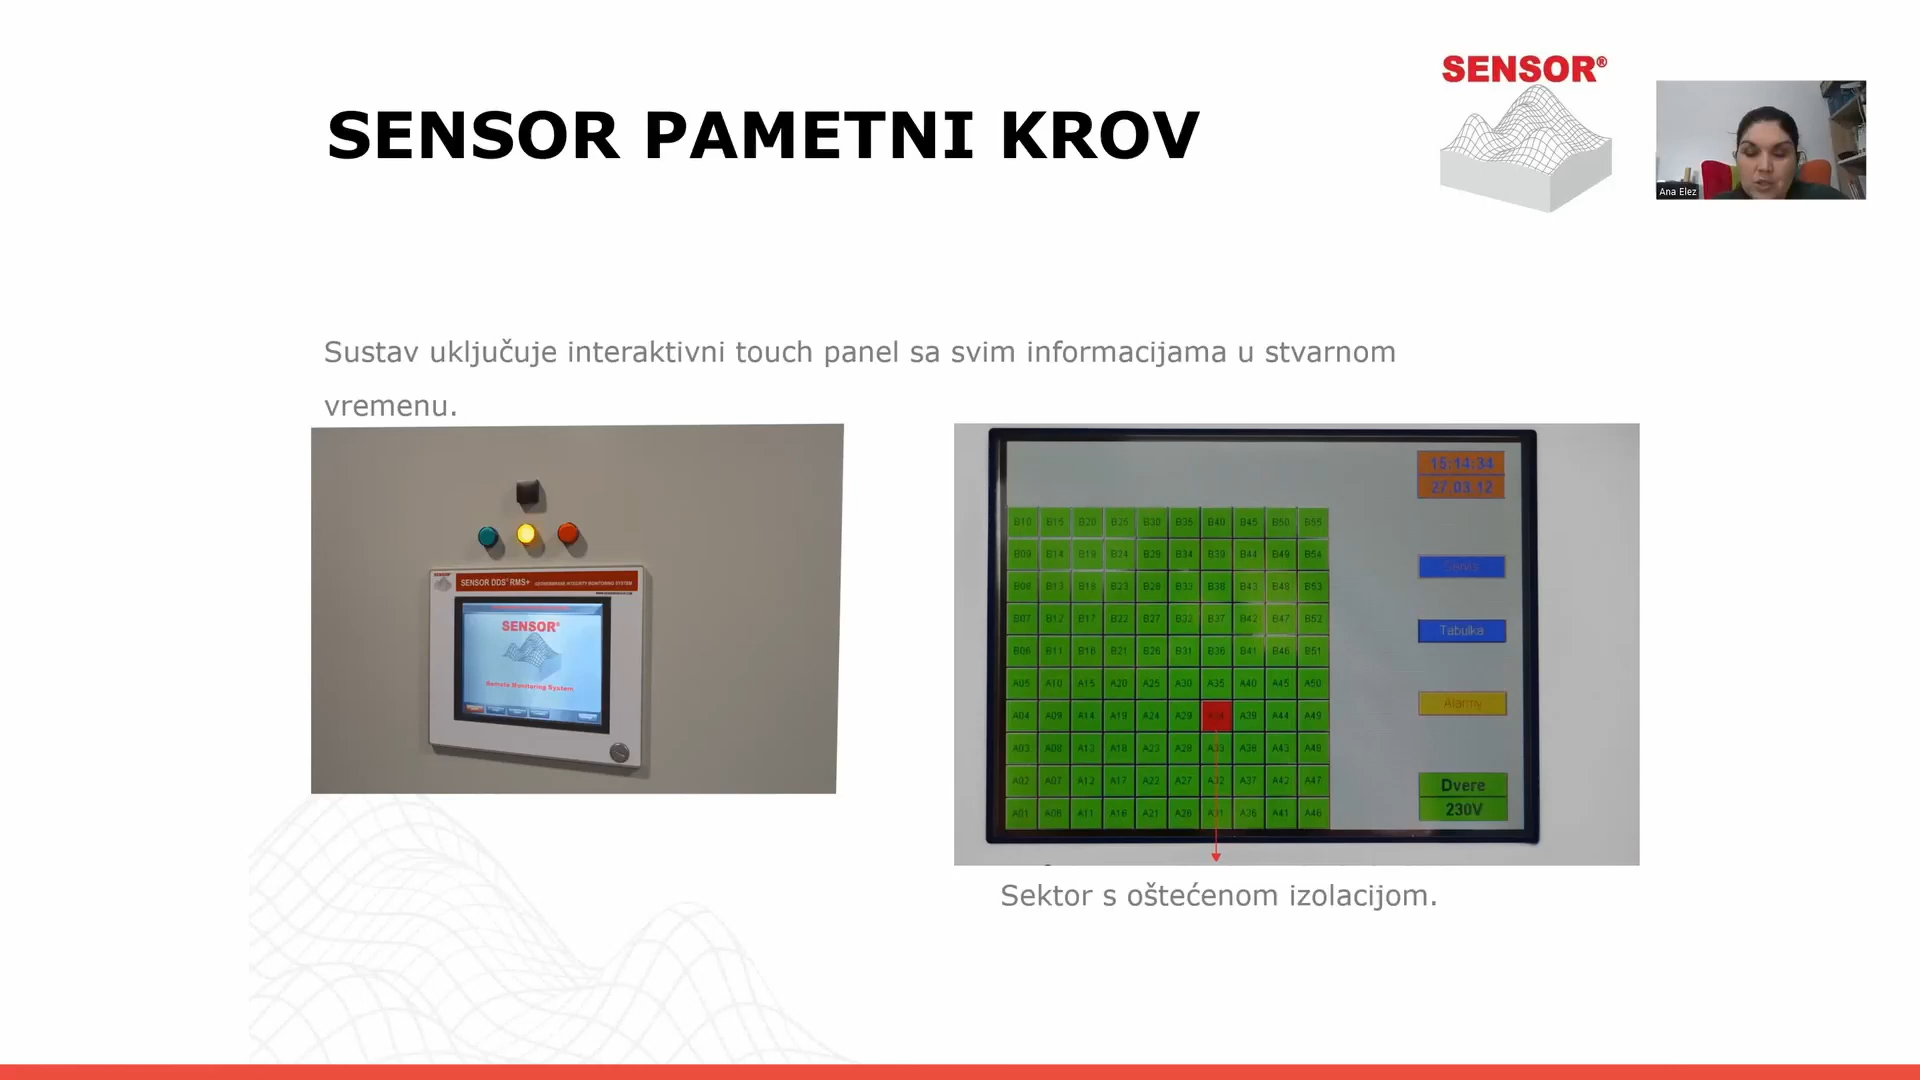 SENSOR PAMETNI KROV
SENSOR®
Ana Elez
Sustav uključuje interaktivni touch panel sa svim informacijama u stvarnom
vremenu.
SENSOR DDS® RMS+ GEOMEMBRANE INTEGRITY MONITORING SYSTEM
SENSOR®
Remote Monitoring System
15:14:34
27.03.12
B10 B15 B20 B25 B30 B35 B40 B45 B50 B55
B09 B14 B19 B24 B29 B34 B39 B44 B49 B54
B08 B13 B18 B23 B28 B33 B38 B43 B48 B53
B07 B12 B17 B22 B27 B32 B37 B42 B47 B52
B06 B11 B16 B21 B26 B31 B36 B41 B46 B51
A05 A10 A15 A20 A25 A30 A35 A40 A45 A50
A04 A09 A14 A19 A24 A29 A34 A39 A44 A49
A03 A08 A13 A18 A23 A28 A33 A38 A43 A48
A02 A07 A12 A17 A22 A27 A32 A37 A42 A47
A01 A06 A11 A16 A21 A26 A31 A36 A41 A46
Servis
Tabulka
Alarmy
Dvere
230V
Sektor s oštećenom izolacijom.